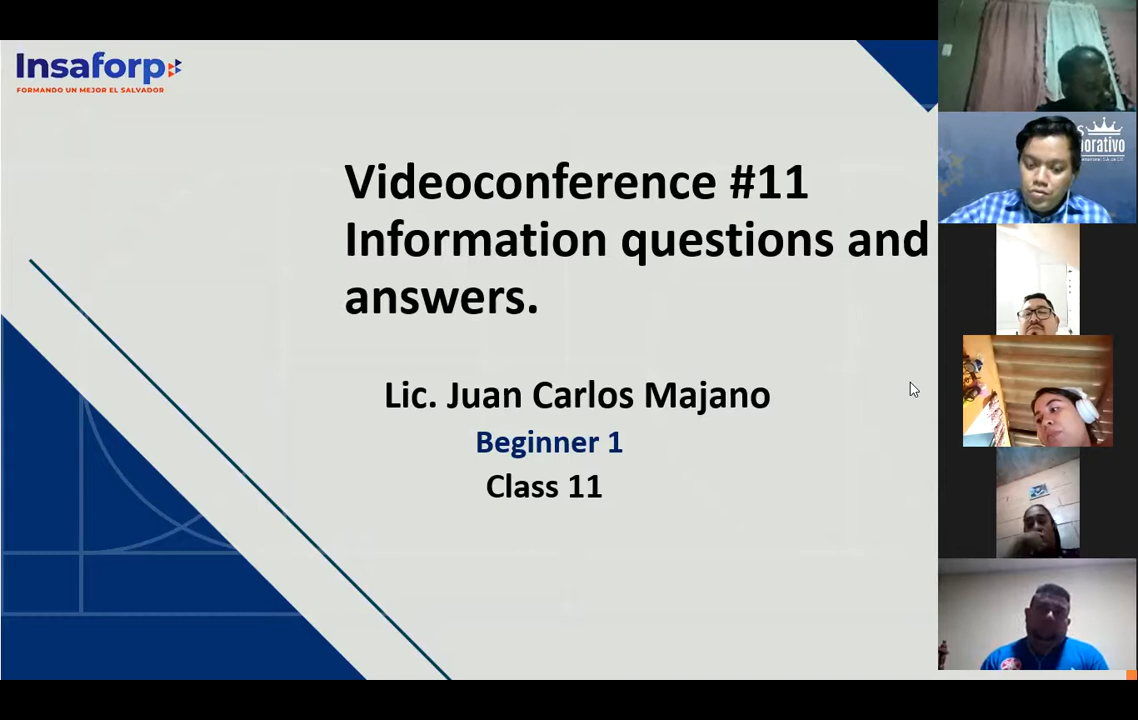 Insaforp
FORMANDO UN MEJOR EL SALVADOR
Videoconference #11
Information questions and
answers.
Lic. Juan Carlos Majano
Beginner 1
Class 11